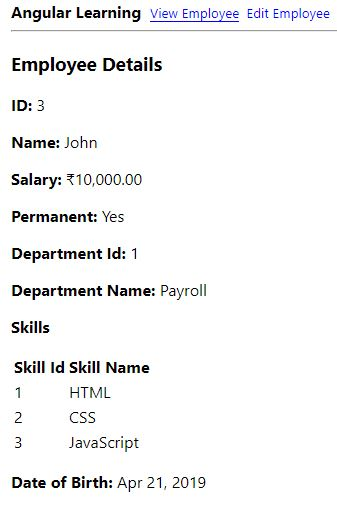 Angular Learning View Employee Edit Employee
Employee Details
ID: 3
Name: John
Salary: ₹10,000.00
Permanent: Yes
Department Id: 1
Department Name: Payroll
Skills
Skill Id Skill Name
1 HTML
2 CSS
3 JavaScript
Date of Birth: Apr 21, 2019